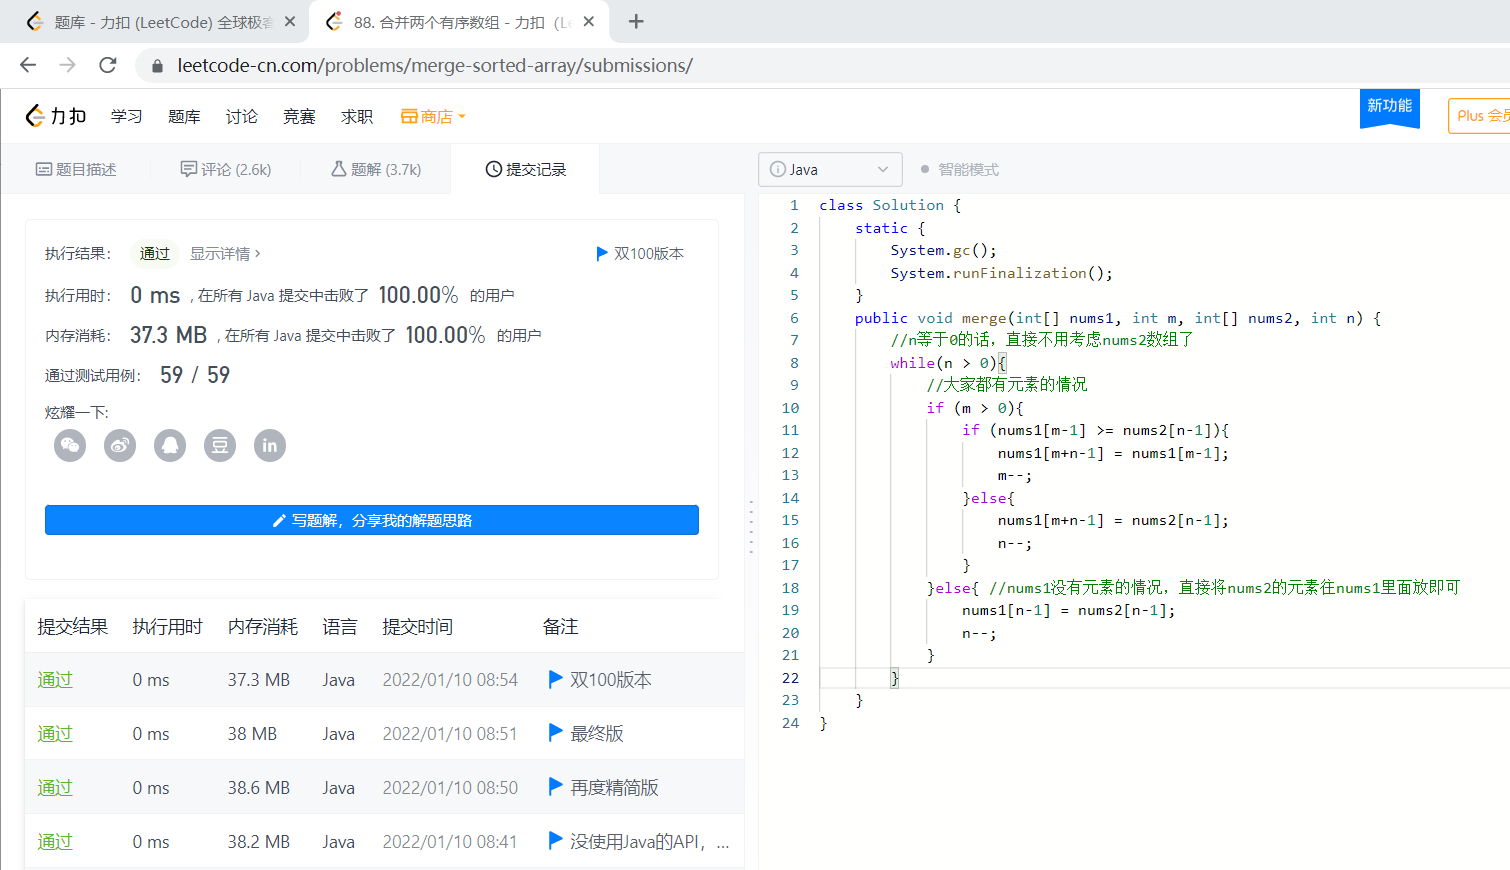 题库 - 力扣 (LeetCode) 全球极客
88. 合并两个有序数组 - 力扣 (Le
leetcode-cn.com/problems/merge-sorted-array/submissions/
力扣 学习 题库 讨论 竞赛 求职 商店
新功能
Plus 会员
题目描述 评论 (2.6k) 题解 (3.7k) 提交记录
执行结果： 通过 显示详情 ›
双100版本
执行用时： 0 ms , 在所有 Java 提交中击败了 100.00% 的用户
内存消耗： 37.3 MB , 在所有 Java 提交中击败了 100.00% 的用户
通过测试用例： 59 / 59
炫耀一下:
豆 in
写题解，分享我的解题思路
提交结果 执行用时 内存消耗 语言 提交时间 备注
通过 0 ms 37.3 MB Java 2022/01/10 08:54 双100版本
通过 0 ms 38 MB Java 2022/01/10 08:51 最终版
通过 0 ms 38.6 MB Java 2022/01/10 08:50 再度精简版
通过 0 ms 38.2 MB Java 2022/01/10 08:41 没使用Java的API，...
Java 智能模式
1 class Solution {
2 static {
3 System.gc();
4 System.runFinalization();
5 }
6 public void merge(int[] nums1, int m, int[] nums2, int n) {
7 //n等于0的话，直接不用考虑nums2数组了
8 while(n > 0){
9 //大家都有元素的情况
10 if (m > 0){
11 if (nums1[m-1] >= nums2[n-1]){
12 nums1[m+n-1] = nums1[m-1];
13 m--;
14 }else{
15 nums1[m+n-1] = nums2[n-1];
16 n--;
17 }
18 }else{ //nums1没有元素的情况，直接将nums2的元素往nums1里面放即可
19 nums1[n-1] = nums2[n-1];
20 n--;
21 }
22 }
23 }
24 }